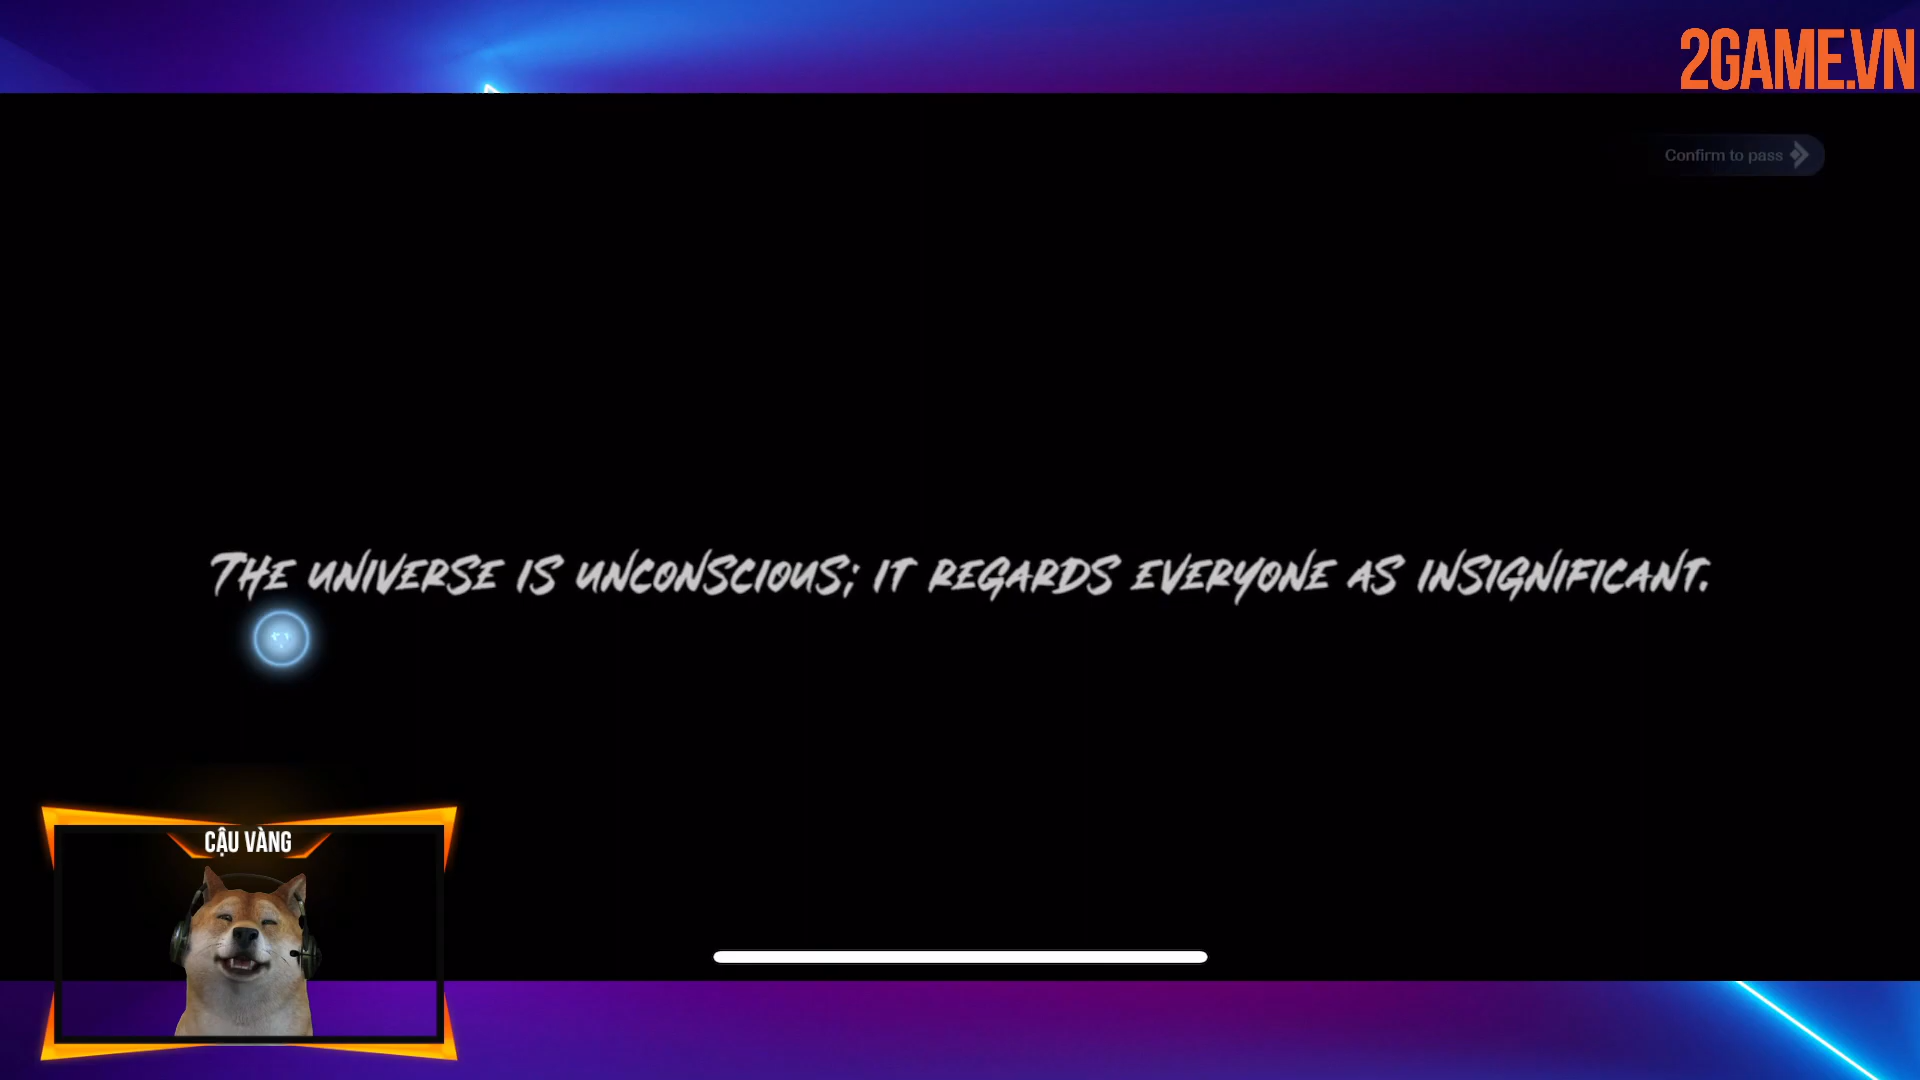 2GAME.VN
Confirm to pass
THE UNIVERSE IS UNCONSCIOUS; IT REGARDS EVERYONE AS INSIGNIFICANT.
CẬU VÀNG